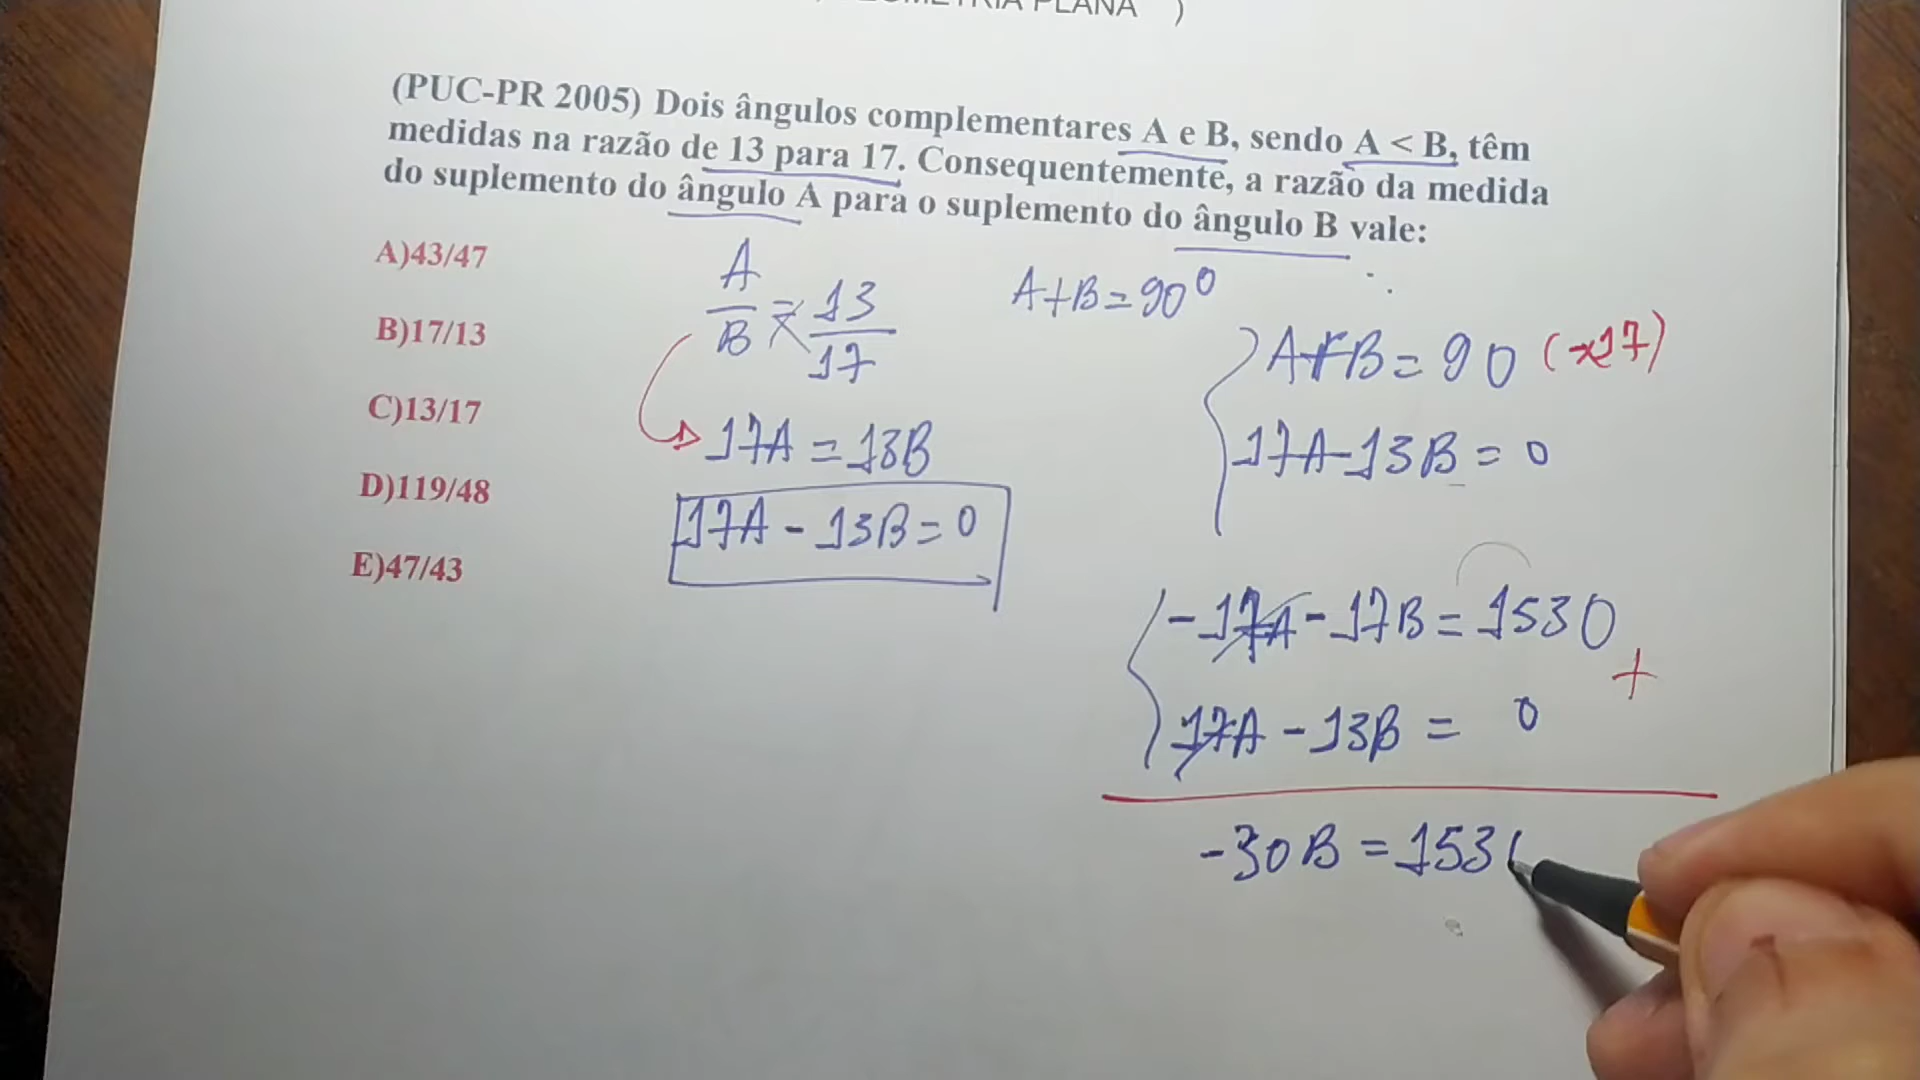 PLANA )
(PUC-PR 2005) Dois ângulos complementares A e B, sendo A < B, têm
medidas na razão de 13 para 17. Consequentemente, a razão da medida
do suplemento do ângulo A para o suplemento do ângulo B vale:
A)43/47
B)17/13
C)13/17
D)119/48
E)47/43
A/B = 13/17
17A = 13B
17A - 13B = 0
A+B=90°
A+B = 90 (x17)
17A-13B = 0
-17A-17B = 1530
+
17A - 13B = 0
-30B = 153